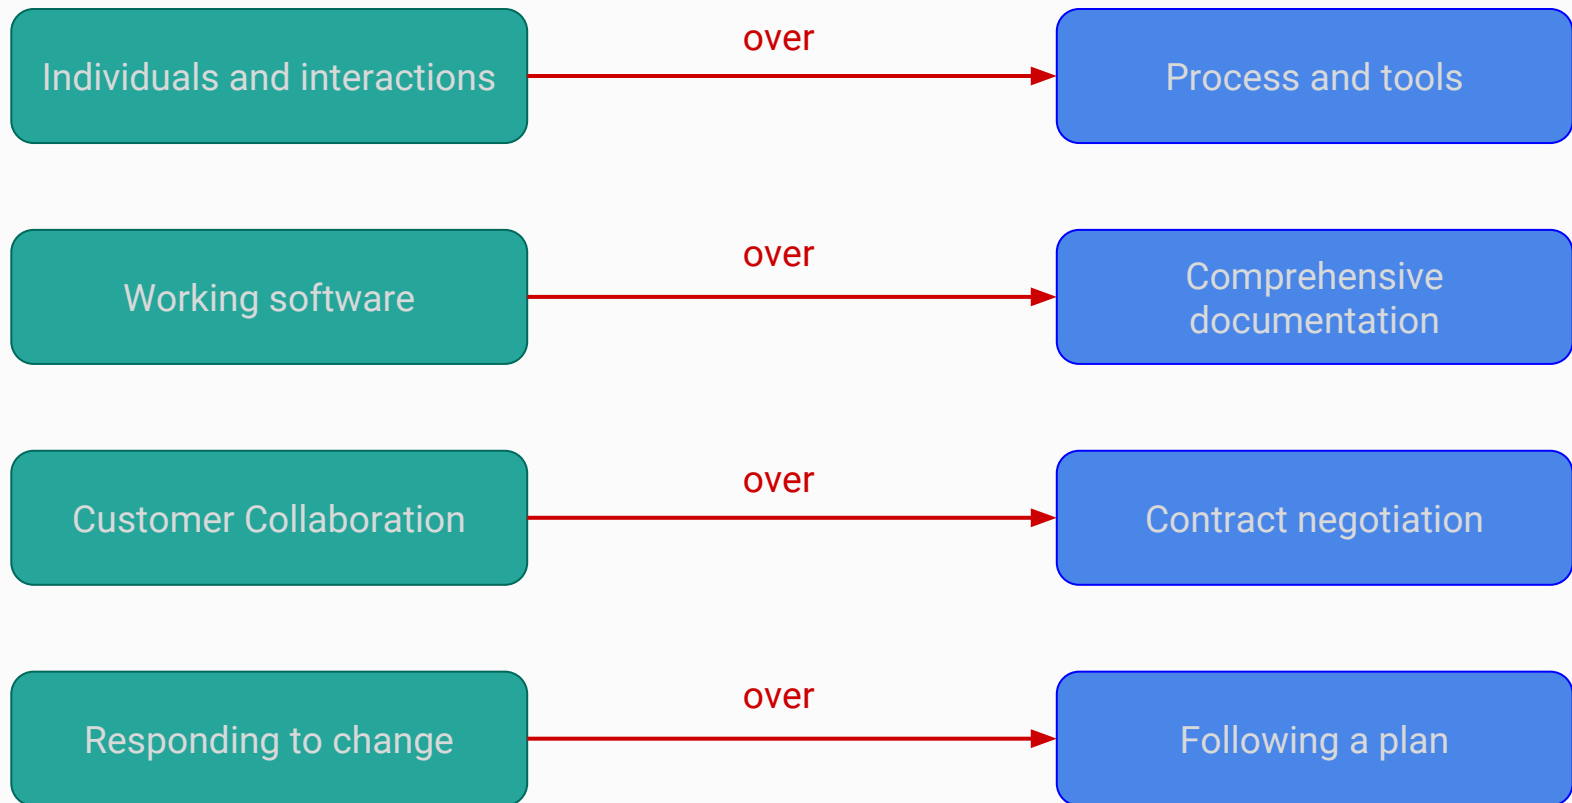 Individuals and interactions
over
Process and tools
Working software
over
Comprehensive
documentation
Customer Collaboration
over
Contract negotiation
Responding to change
over
Following a plan